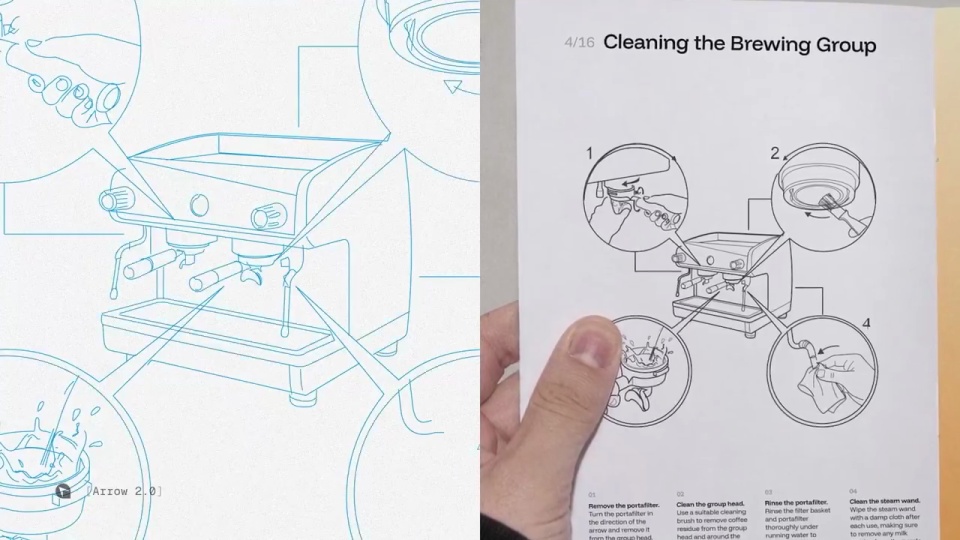 4/16 Cleaning the Brewing Group
1
2
4
[Arrow 2.0]
01
Remove the portafilter.
Turn the portafilter in
the direction of the
arrow and remove it
from the group head.
02
Clean the group head.
Use a suitable cleaning
brush to remove coffee
residue from the group
head and around the
03
Rinse the portafilter.
Rinse the filter basket
and portafilter
thoroughly under
running water to
04
Clean the steam wand.
Wipe the steam wand
with a damp cloth after
each use, making sure
to remove any milk